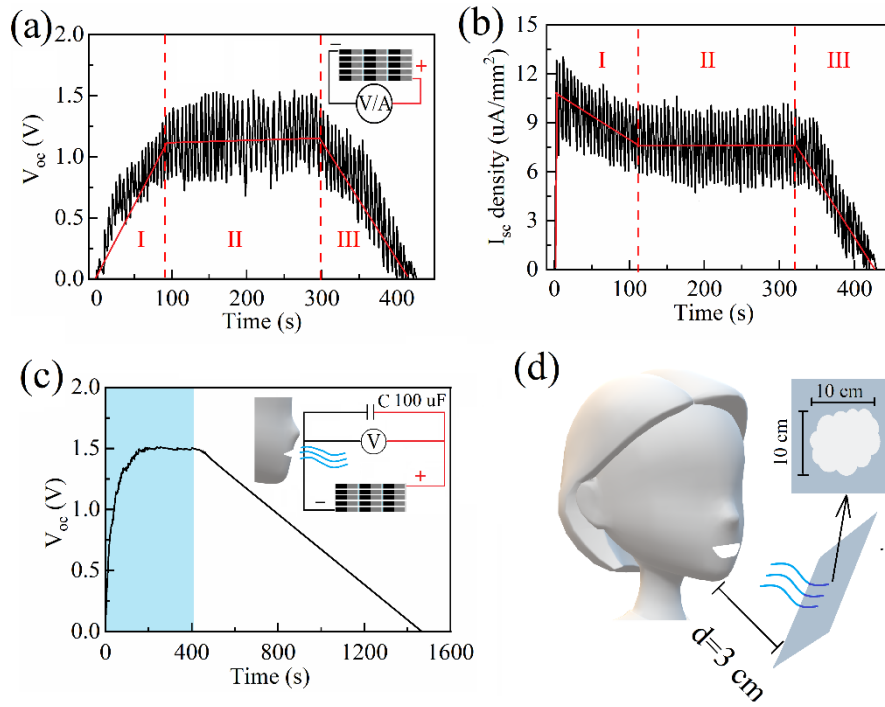 (a)
2.0
1.5
1.0
0.5
0.0
V_oc (V)
0 100 200 300 400
Time (s)
I
II
III
−
+
V/A
(b)
15
12
9
6
3
0
I_sc density (uA/mm²)
0 100 200 300 400
Time (s)
I
II
III
(c)
2.0
1.5
1.0
0.5
0.0
V_oc (V)
0 400 800 1200 1600
Time (s)
C 100 uF
V
+
−
(d)
10 cm
10 cm
d=3 cm